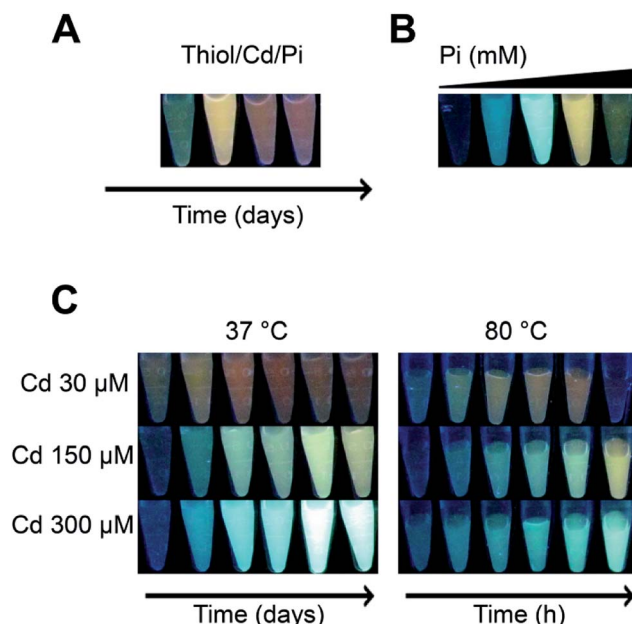 A
Thiol/Cd/Pi
Time (days)
B
Pi (mM)
C
37 °C
80 °C
Cd 30 µM
Cd 150 µM
Cd 300 µM
Time (days)
Time (h)